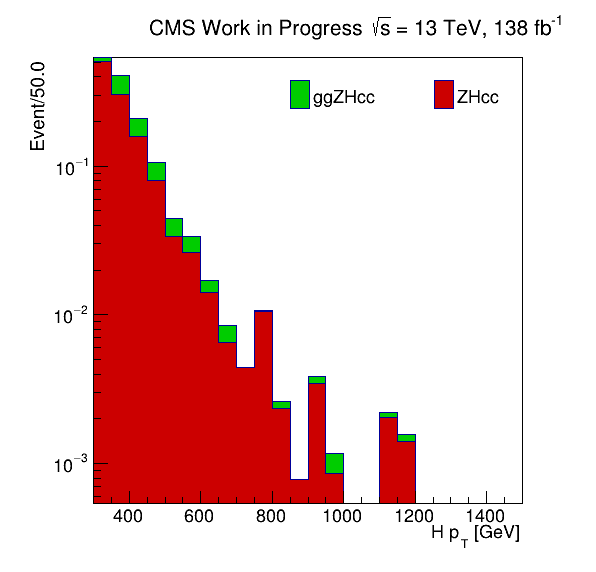 CMS Work in Progress √s = 13 TeV, 138 fb⁻¹
Event/50.0
ggZHcc ZHcc
10⁻¹
10⁻²
10⁻³
400 600 800 1000 1200 1400
H p_T [GeV]